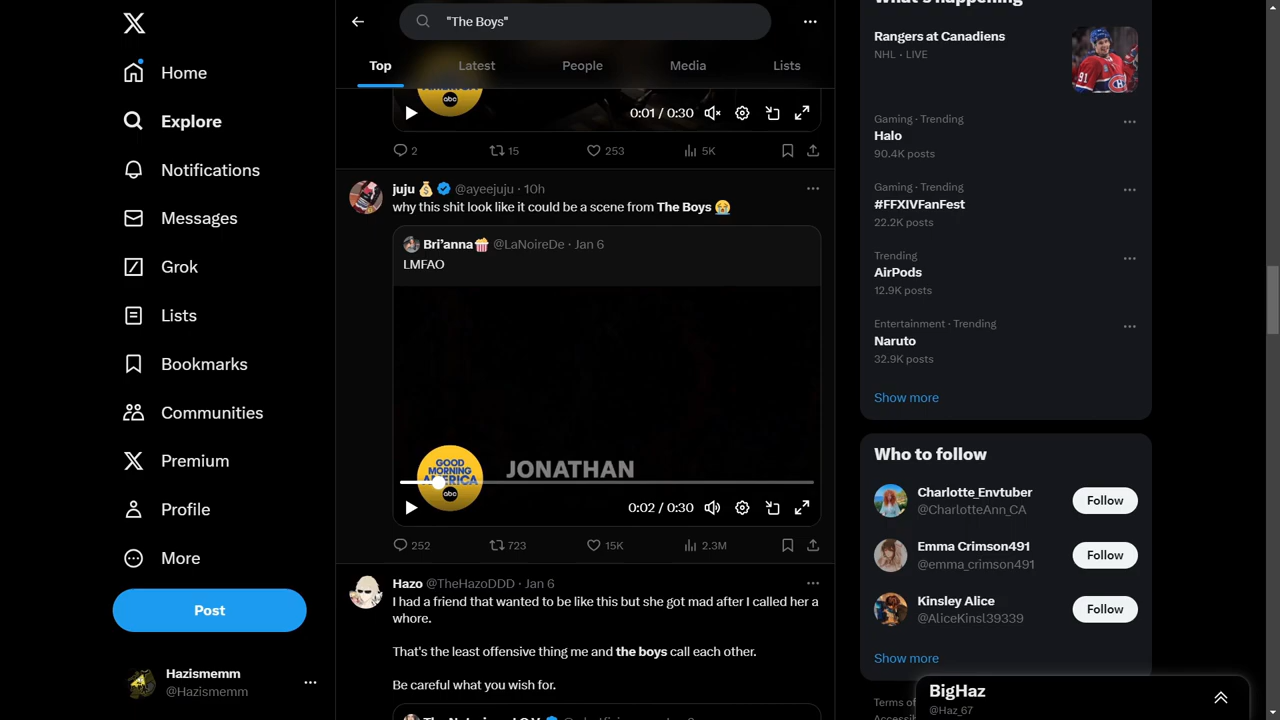 "The Boys"
Home
Explore
Notifications
Messages
Grok
Lists
Bookmarks
Communities
Premium
Profile
More
Post
Hazismemm
@Hazismemm
Top Latest People Media Lists
abc
0:01 / 0:30
2 15 253 5K
juju @ayeejuju · 10h
why this shit look like it could be a scene from The Boys
Bri’anna @LaNoireDe · Jan 6
LMFAO
GOOD
MORNING
AMERICA
abc
JONATHAN
0:02 / 0:30
252 723 15K 2.3M
Hazo @TheHazoDDD · Jan 6
I had a friend that wanted to be like this but she got mad after I called her a
whore.
That's the least offensive thing me and the boys call each other.
Be careful what you wish for.
What's happening
Rangers at Canadiens
NHL · LIVE
Gaming · Trending
Halo
90.4K posts
Gaming · Trending
#FFXIVFanFest
22.2K posts
Trending
AirPods
12.9K posts
Entertainment · Trending
Naruto
32.9K posts
Show more
Who to follow
Charlotte_Envtuber
@CharlotteAnn_CA
Follow
Emma Crimson491
@emma_crimson491
Follow
Kinsley Alice
@AliceKinsl39339
Follow
Show more
Terms of
BigHaz
@Haz_67